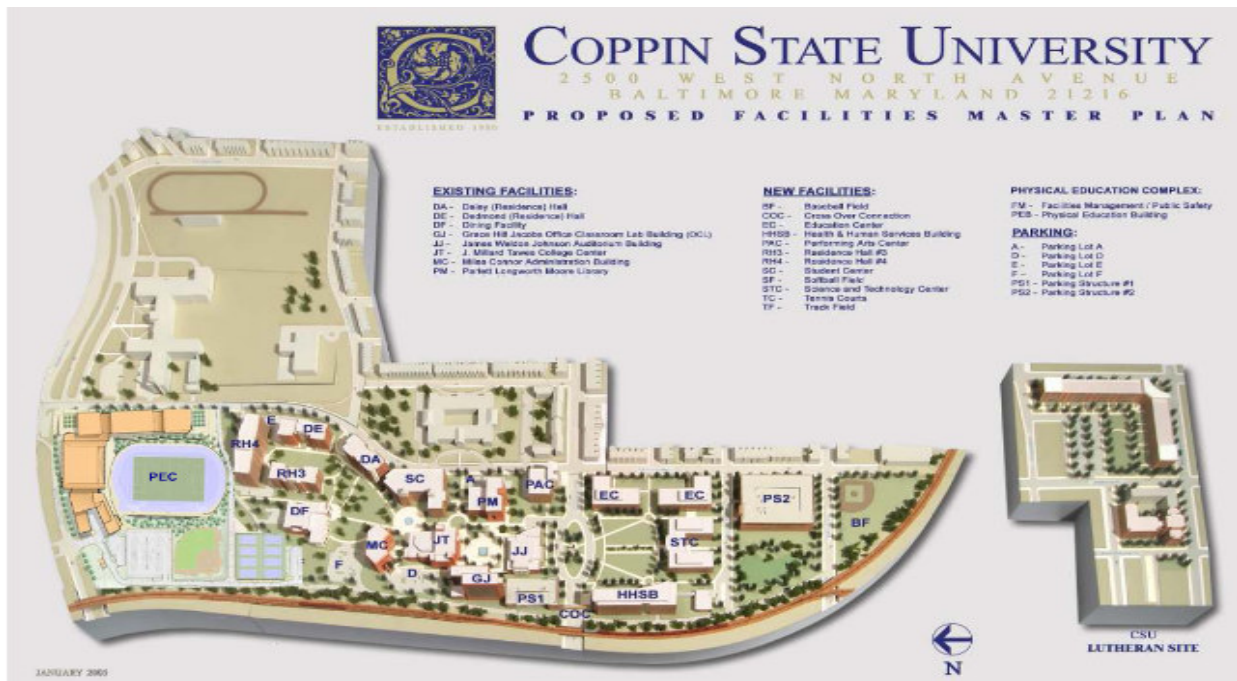 COPPIN STATE UNIVERSITY
2500 WEST NORTH AVENUE
BALTIMORE MARYLAND 21216
PROPOSED FACILITIES MASTER PLAN
ESTABLISHED 1900
EXISTING FACILITIES:
DA - Daley (Residence) Hall
DE - Dedmond (Residence) Hall
DF - Dining Facility
GJ - Grace Hill Jacobs Office Classroom Lab Building (OCL)
JJ - James Weldon Johnson Auditorium Building
JT - J. Millard Tawes College Center
MC - Miles Connor Administration Building
PM - Parlett Longworth Moore Library
NEW FACILITIES:
BF - Baseball Field
COC - Cross Over Connection
EC - Education Center
HHSB - Health & Human Services Building
PAC - Performing Arts Center
RH3 - Residence Hall #3
RH4 - Residence Hall #4
SC - Student Center
SF - Softball Field
STC - Science and Technology Center
TC - Tennis Courts
TF - Track Field
PHYSICAL EDUCATION COMPLEX:
FM - Facilities Management / Public Safety
PEB - Physical Education Building
PARKING:
A - Parking Lot A
D - Parking Lot D
E - Parking Lot E
F - Parking Lot F
PS1 - Parking Structure #1
PS2 - Parking Structure #2
E
DE
RH4
DA
RH3
PEC
SC
A
PAC
PM
EC
EC
PS2
DF
BF
MC
JT
JJ
STC
F
D
GJ
PS1
HHSB
COC
N
CSU
LUTHERAN SITE
JANUARY 2005